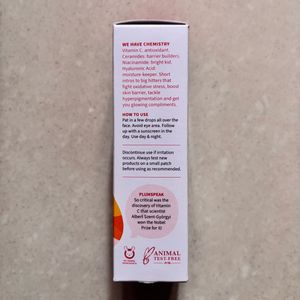 WE HAVE CHEMISTRY
Vitamin C: antioxidant.
Ceramides: barrier builders.
Niacinamide: bright kid.
Hyaluronic Acid:
moisture-keeper. Short
intros to big hitters that
fight oxidative stress, boost
skin barrier, tackle
hyperpigmentation and get
you glowing compliments.
HOW TO USE
Pat in a few drops all over the
face. Avoid eye area. Follow
up with a sunscreen in the
day. Use day & night.
Discontinue use if irritation
occurs. Always test new
products on a small patch
before using as recommended.
PLUMSPEAK
So critical was the
discovery of Vitamin
C that scientist
Albert Szent-Györgyi
won the Nobel
Prize for it!
ANIMAL
TEST-FREE